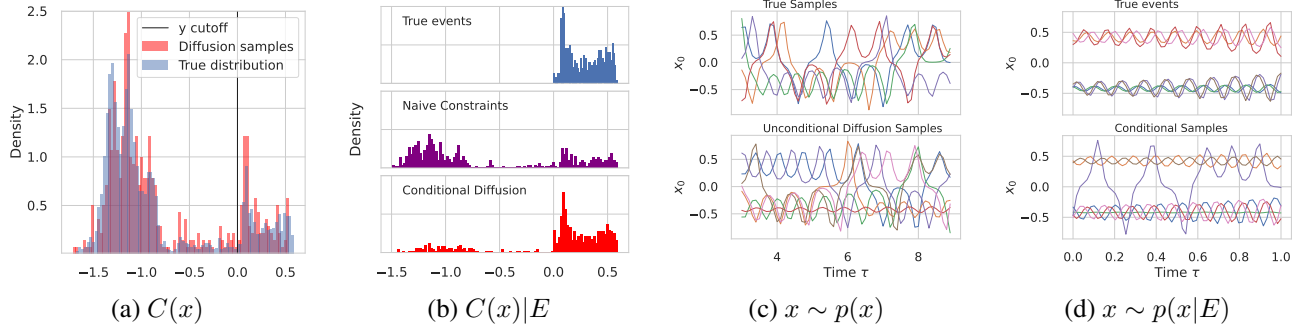 y cutoff
Diffusion samples
True distribution
Density
2.5
2.0
1.5
1.0
0.5
−1.5 −1.0 −0.5 0.0 0.5
(a) C(x)
True events
Naive Constraints
Conditional Diffusion
Density
−1.5 −1.0 −0.5 0.0 0.5
(b) C(x)|E
True Samples
x₀
0.5
0.0
−0.5
Unconditional Diffusion Samples
x₀
0.5
0.0
−0.5
4 6 8
Time τ
(c) x ∼ p(x)
True events
x₀
0.5
0.0
−0.5
Conditional Samples
x₀
0.5
0.0
−0.5
0.0 0.2 0.4 0.6 0.8 1.0
Time τ
(d) x ∼ p(x|E)